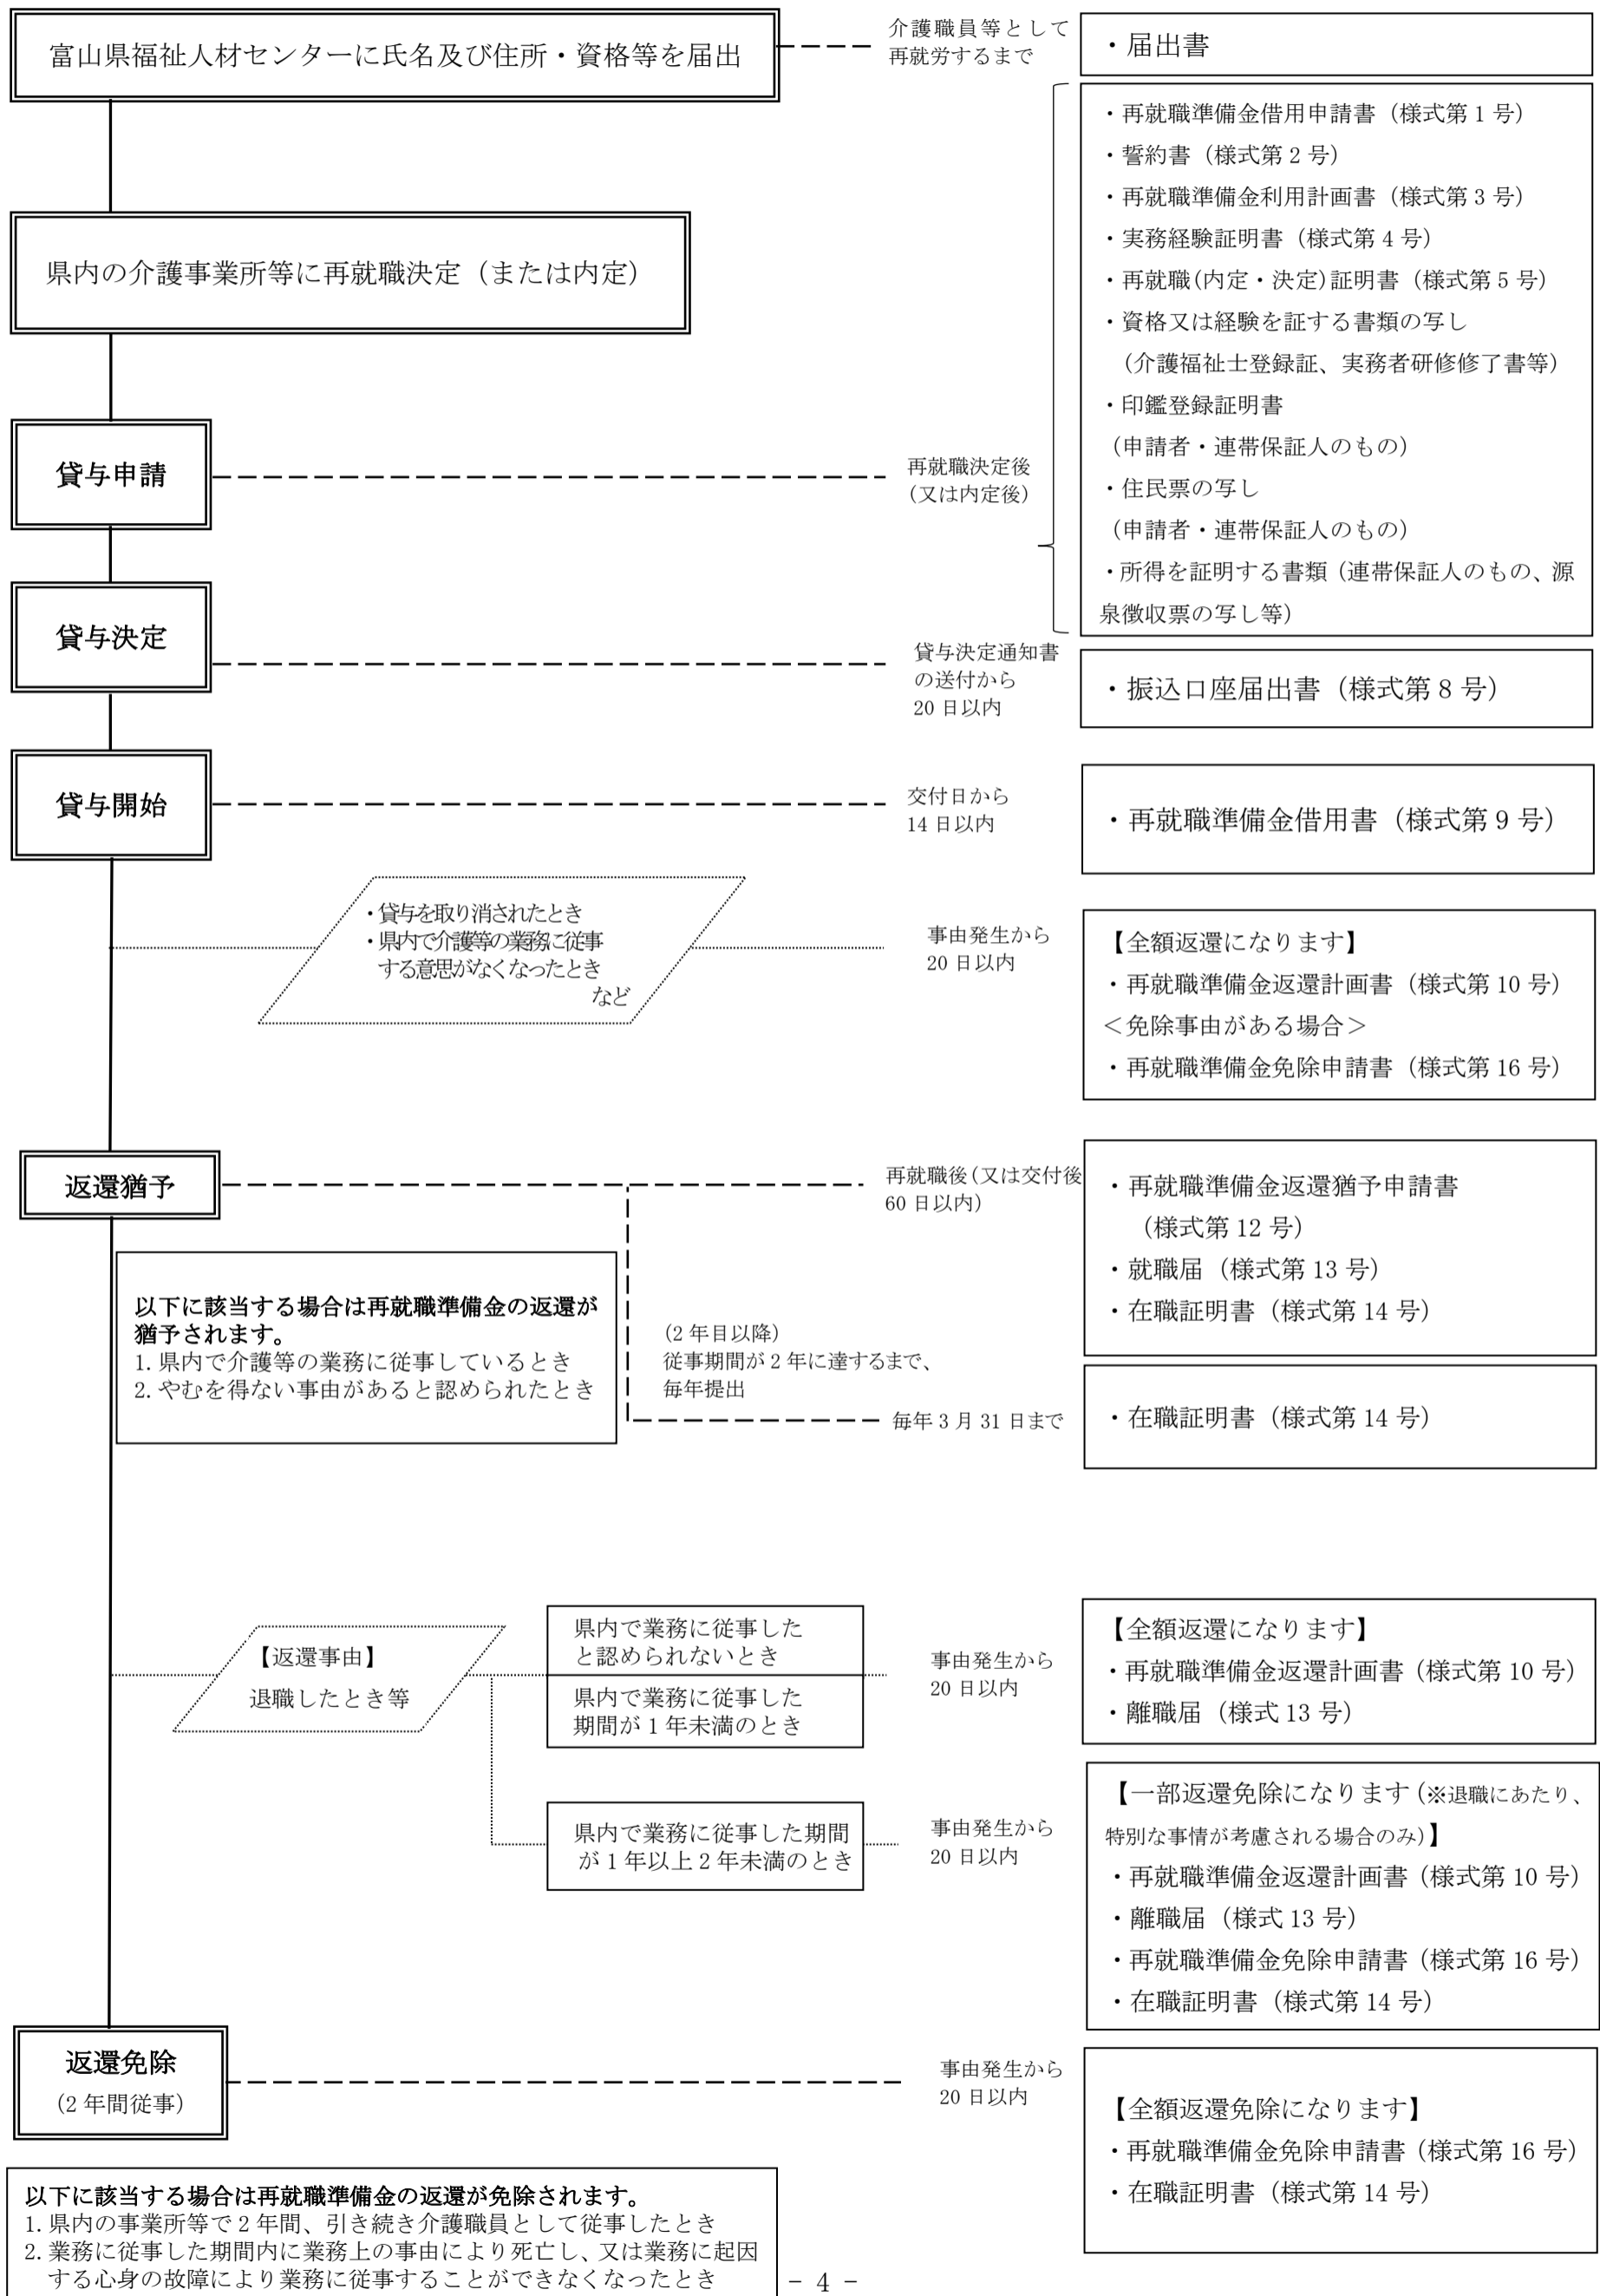 富山県福祉人材センターに氏名及び住所・資格等を届出
介護職員等として
再就労するまで
・届出書
県内の介護事業所等に再就職決定（または内定）
貸与申請
再就職決定後
（又は内定後）
・再就職準備金借用申請書（様式第 1 号）
・誓約書（様式第 2 号）
・再就職準備金利用計画書（様式第 3 号）
・実務経験証明書（様式第 4 号）
・再就職（内定・決定）証明書（様式第 5 号）
・資格又は経験を証する書類の写し
（介護福祉士登録証、実務者研修修了書等）
・印鑑登録証明書
（申請者・連帯保証人のもの）
・住民票の写し
（申請者・連帯保証人のもの）
・所得を証明する書類（連帯保証人のもの、源
泉徴収票の写し等）
貸与決定
貸与決定通知書
の送付から
20 日以内
・振込口座届出書（様式第 8 号）
貸与開始
交付日から
14 日以内
・再就職準備金借用書（様式第 9 号）
・貸与を取り消されたとき
・県内で介護等の業務に従事
する意思がなくなったとき
など
事由発生から
20 日以内
【全額返還になります】
・再就職準備金返還計画書（様式第 10 号）
＜免除事由がある場合＞
・再就職準備金免除申請書（様式第 16 号）
返還猶予
再就職後（又は交付後
60 日以内）
・再就職準備金返還猶予申請書
（様式第 12 号）
・就職届（様式第 13 号）
・在職証明書（様式第 14 号）
以下に該当する場合は再就職準備金の返還が
猶予されます。
1. 県内で介護等の業務に従事しているとき
2. やむを得ない事由があると認められたとき
（2 年目以降）
従事期間が 2 年に達するまで、
毎年提出
毎年 3 月 31 日まで
・在職証明書（様式第 14 号）
【返還事由】
退職したとき等
県内で業務に従事した
と認められないとき
県内で業務に従事した
期間が 1 年未満のとき
事由発生から
20 日以内
【全額返還になります】
・再就職準備金返還計画書（様式第 10 号）
・離職届（様式 13 号）
県内で業務に従事した期間
が 1 年以上 2 年未満のとき
事由発生から
20 日以内
【一部返還免除になります（※退職にあたり、
特別な事情が考慮される場合のみ）】
・再就職準備金返還計画書（様式第 10 号）
・離職届（様式 13 号）
・再就職準備金免除申請書（様式第 16 号）
・在職証明書（様式第 14 号）
返還免除
（2 年間従事）
事由発生から
20 日以内
【全額返還免除になります】
・再就職準備金免除申請書（様式第 16 号）
・在職証明書（様式第 14 号）
以下に該当する場合は再就職準備金の返還が免除されます。
1. 県内の事業所等で 2 年間、引き続き介護職員として従事したとき
2. 業務に従事した期間内に業務上の事由により死亡し、又は業務に起因
する心身の故障により業務に従事することができなくなったとき
- 4 -